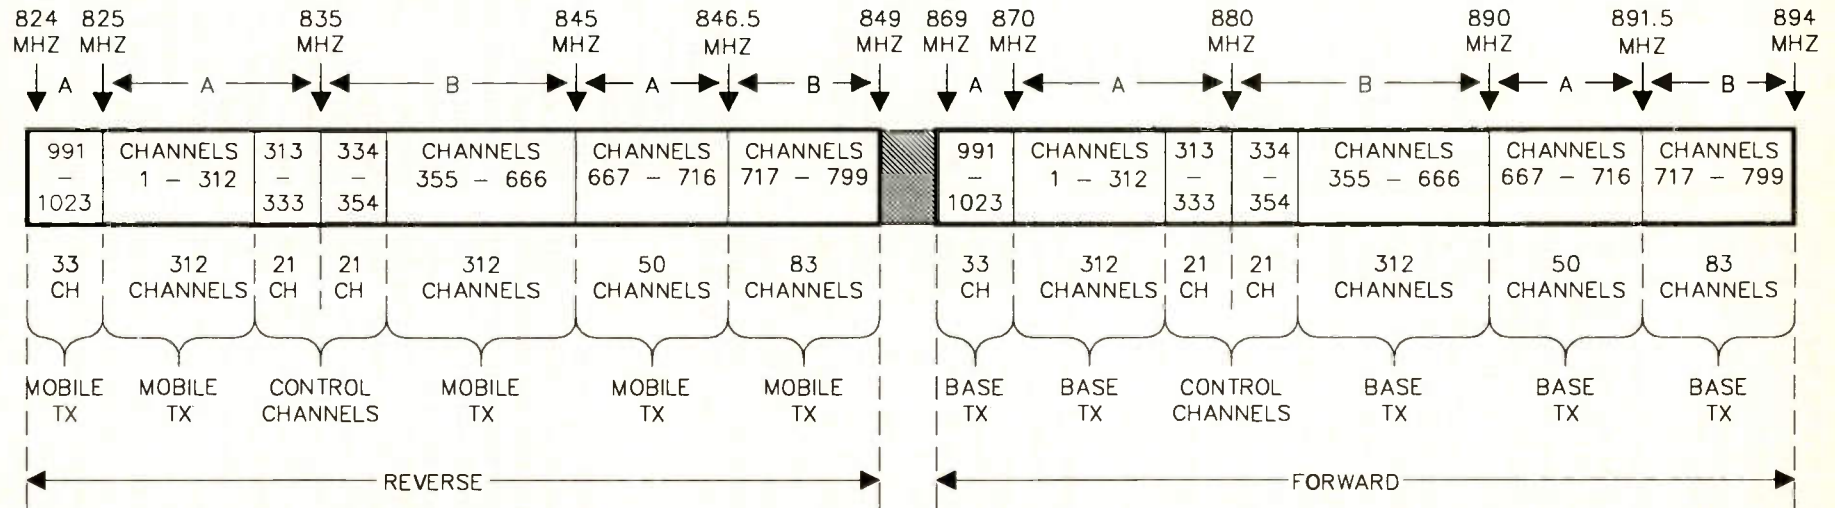 824 825 835 845 846.5 849 869 870 880 890 891.5 894
MHZ MHZ MHZ MHZ MHZ MHZ MHZ MHZ MHZ MHZ MHZ MHZ
A A B A B A A B A B
991 CHANNELS 313 334 CHANNELS CHANNELS CHANNELS 991 CHANNELS 313 334 CHANNELS CHANNELS CHANNELS
– 1 – 312 – – 355 – 666 667 – 716 717 – 799 – 1 – 312 – – 355 – 666 667 – 716 717 – 799
1023 333 354 1023 333 354
33 312 21 21 312 50 83 33 312 21 21 312 50 83
CH CHANNELS CH CH CHANNELS CHANNELS CHANNELS CH CHANNELS CH CH CHANNELS CHANNELS CHANNELS
MOBILE MOBILE CONTROL MOBILE MOBILE MOBILE BASE BASE CONTROL BASE BASE BASE
TX TX CHANNELS TX TX TX TX TX CHANNELS TX TX TX
REVERSE FORWARD